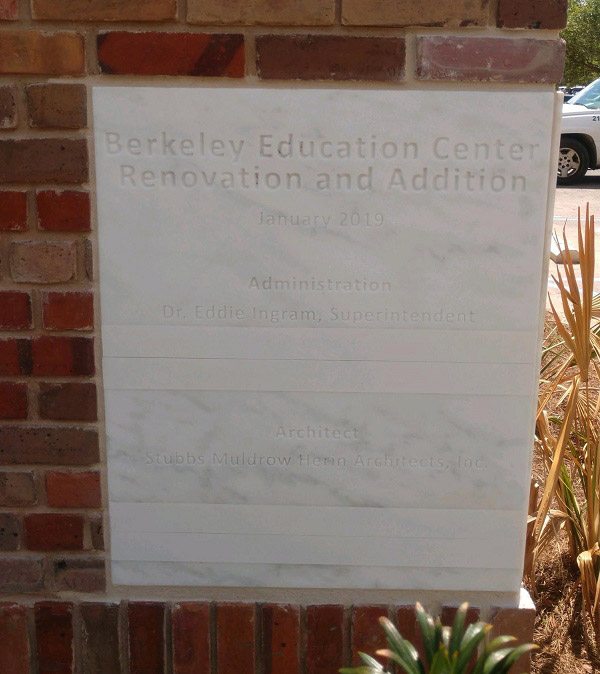 Berkeley Education Center
Renovation and Addition
January 2019
Administration
Dr. Eddie Ingram, Superintendent
Architect
Stubbs Muldrow Herin Architects, Inc
21